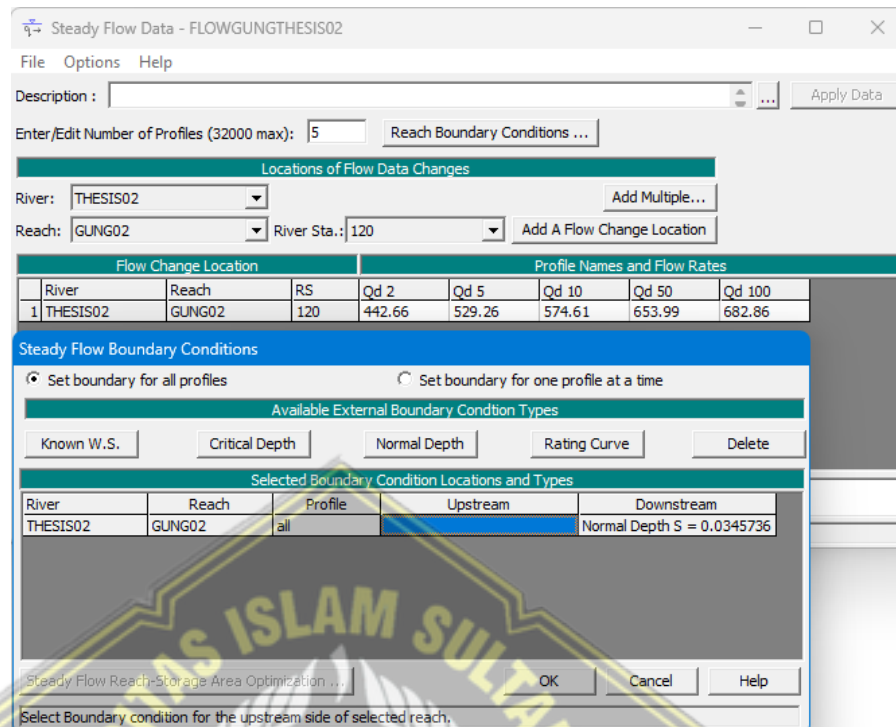 Steady Flow Data - FLOWGUNGTHESIS02
File Options Help
Description : ... Apply Data
Enter/Edit Number of Profiles (32000 max): 5 Reach Boundary Conditions ...
Locations of Flow Data Changes
River: THESIS02 Add Multiple...
Reach: GUNG02 River Sta.: 120 Add A Flow Change Location
Flow Change Location Profile Names and Flow Rates
River Reach RS Qd 2 Qd 5 Qd 10 Qd 50 Qd 100
1 THESIS02 GUNG02 120 442.66 529.26 574.61 653.99 682.86
Steady Flow Boundary Conditions
Set boundary for all profiles Set boundary for one profile at a time
Available External Boundary Condtion Types
Known W.S. Critical Depth Normal Depth Rating Curve Delete
Selected Boundary Condition Locations and Types
River Reach Profile Upstream Downstream
THESIS02 GUNG02 all Normal Depth S = 0.0345736
ISLAM
Steady Flow Reach-Storage Area Optimization ... OK Cancel Help
Select Boundary condition for the upstream side of selected reach.